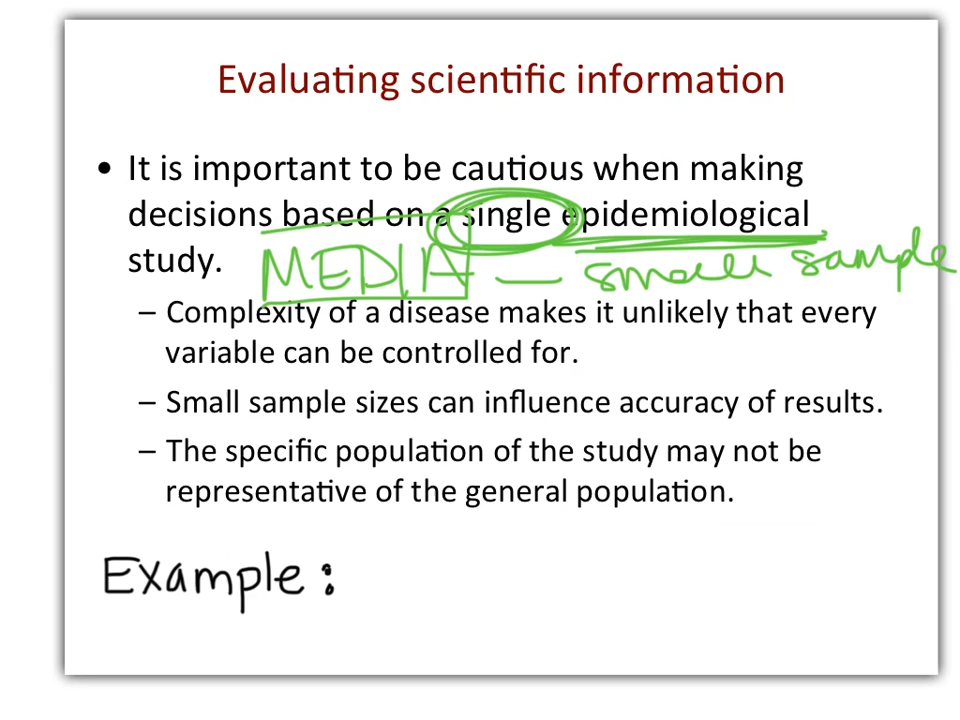 Evaluating scientific information
• It is important to be cautious when making
decisions based on a single epidemiological
study.
MEDIA — small sample
– Complexity of a disease makes it unlikely that every
variable can be controlled for.
– Small sample sizes can influence accuracy of results.
– The specific population of the study may not be
representative of the general population.
Example: